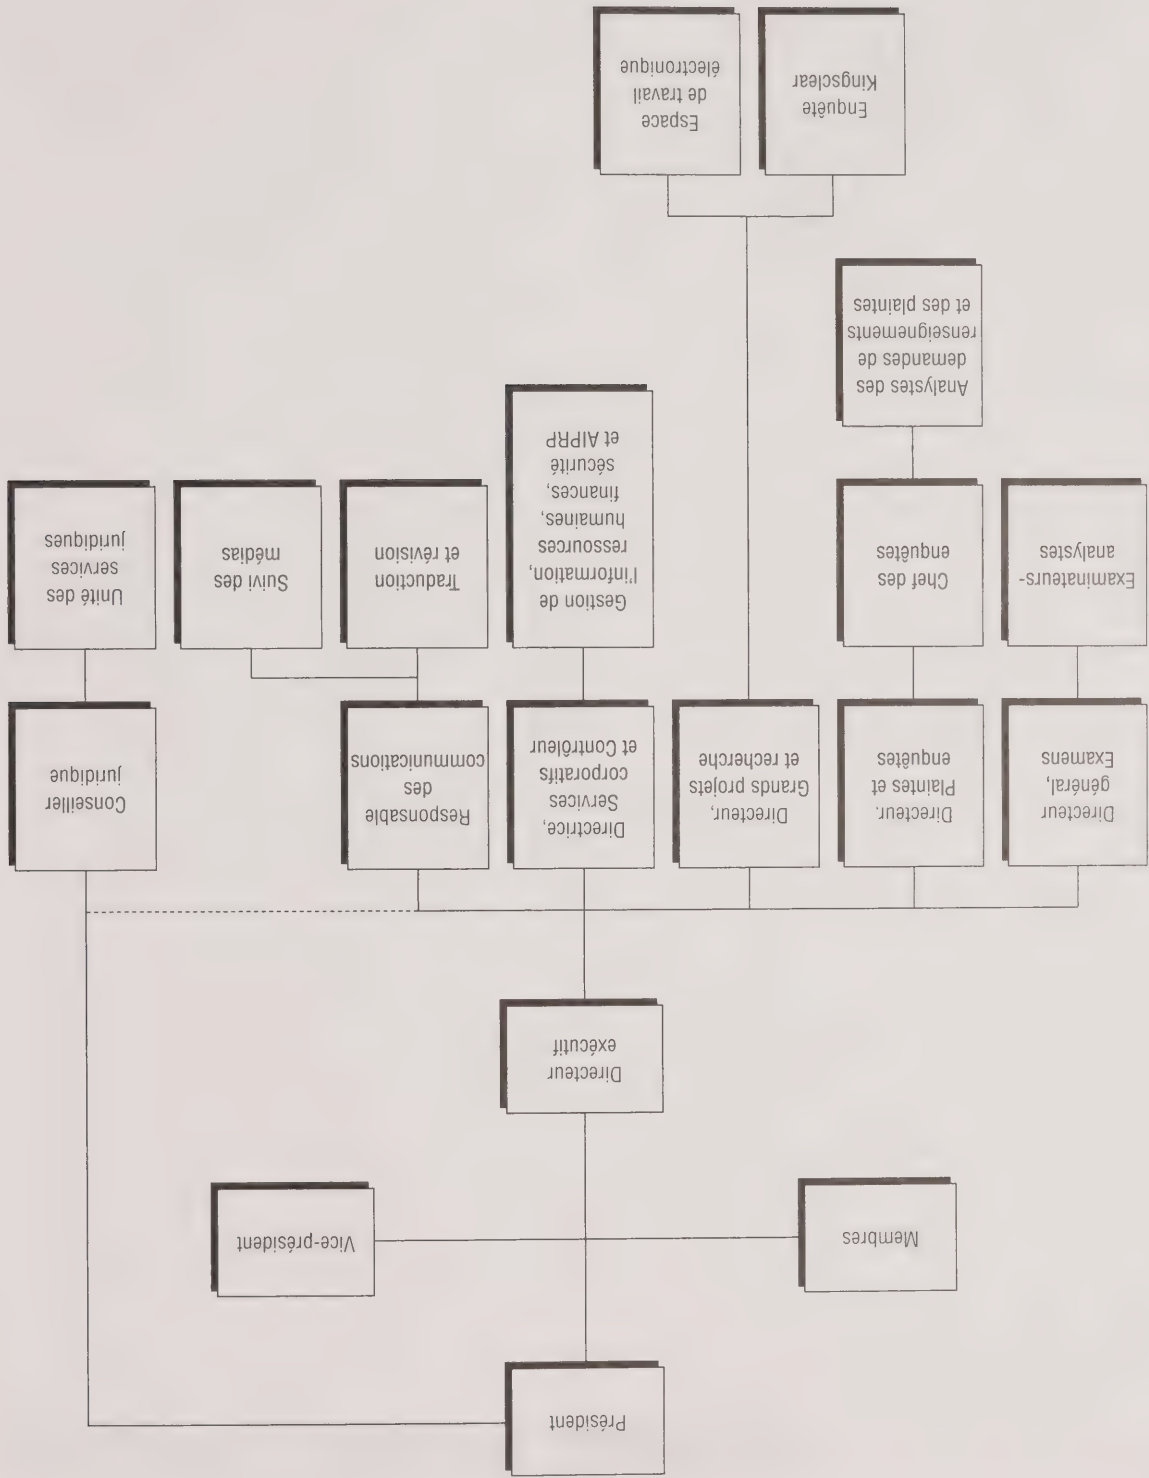 Président
Membres
Vice-président
Directeur
exécutif
Directeur
général,
Examens
Directeur.
Plaintes et
enquêtes
Directeur,
Grands projets
et recherche
Directrice,
Services
corporatifs
et Contrôleur
Responsable
des
communications
Conseiller
juridique
Examinateurs-
analystes
Chef des
enquêtes
Gestion de
l'information,
ressources
humaines,
finances,
sécurité
et AIPRP
Traduction
et révision
Suivi des
médias
Unité des
services
juridiques
Analystes des
demandes de
renseignements
et des plaintes
Enquête
Kingsclear
Espace
de travail
électronique